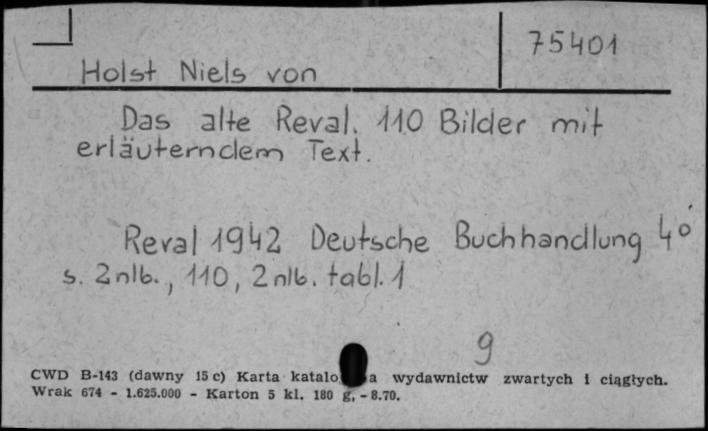 75401
Holst Niels von
Das alte Reval. 110 Bilder mit
erläuterndem Text.
Reval 1942 Deutsche Buchhandlung 4°
s. 2 nlb., 110, 2 nlb. tabl. 1
9
CWD B-143 (dawny 15 c) Karta wydawnictw zwartych i ciągłych.
Wrak 674 - 1.625.000 - Karton 5 kl. 180 g. - 8.70.